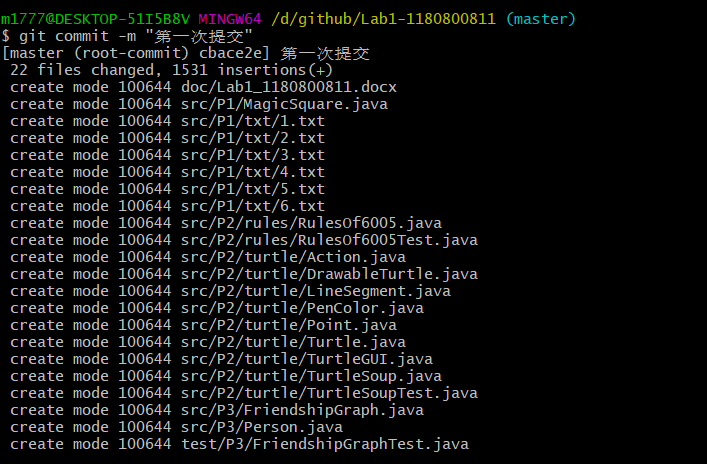 m1777@DESKTOP-51I5B8V MINGW64 /d/github/Lab1-1180800811 (master)
$ git commit -m "第一次提交"
[master (root-commit) cbace2e] 第一次提交
 22 files changed, 1531 insertions(+)
 create mode 100644 doc/Lab1_1180800811.docx
 create mode 100644 src/P1/MagicSquare.java
 create mode 100644 src/P1/txt/1.txt
 create mode 100644 src/P1/txt/2.txt
 create mode 100644 src/P1/txt/3.txt
 create mode 100644 src/P1/txt/4.txt
 create mode 100644 src/P1/txt/5.txt
 create mode 100644 src/P1/txt/6.txt
 create mode 100644 src/P2/rules/RulesOf6005.java
 create mode 100644 src/P2/rules/RulesOf6005Test.java
 create mode 100644 src/P2/turtle/Action.java
 create mode 100644 src/P2/turtle/DrawableTurtle.java
 create mode 100644 src/P2/turtle/LineSegment.java
 create mode 100644 src/P2/turtle/PenColor.java
 create mode 100644 src/P2/turtle/Point.java
 create mode 100644 src/P2/turtle/Turtle.java
 create mode 100644 src/P2/turtle/TurtleGUI.java
 create mode 100644 src/P2/turtle/TurtleSoup.java
 create mode 100644 src/P2/turtle/TurtleSoupTest.java
 create mode 100644 src/P3/FriendshipGraph.java
 create mode 100644 src/P3/Person.java
 create mode 100644 test/P3/FriendshipGraphTest.java